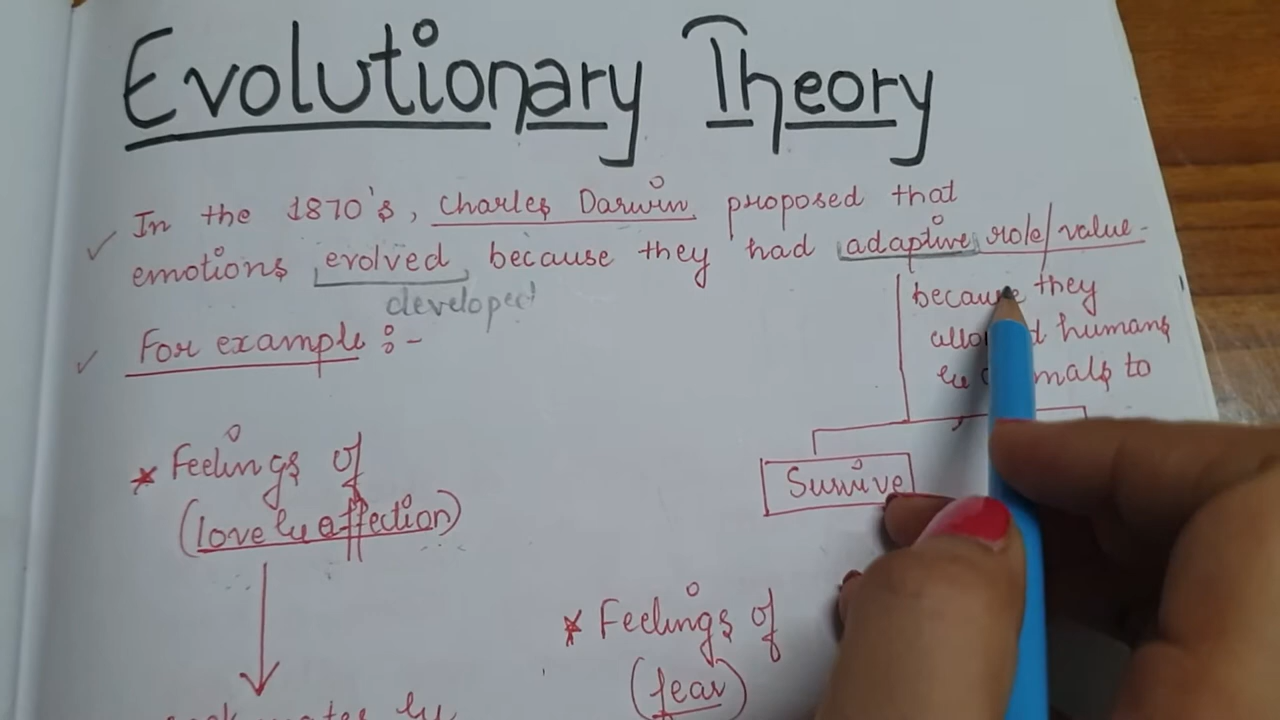 Evolutionary Theory
In the 1870's, Charles Darwin proposed that
emotions evolved because they had adaptive role/value
developed
because they
humans
& to
For example :-
Survive
* Feelings of
(love & affection)
* Feelings of
(fear)